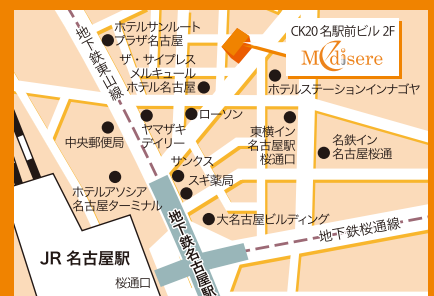 CK20 名駅前ビル 2F
Medisere
ホテルサンルート
プラザ名古屋
地下鉄東山線
ザ・サイプレス
メルキュール
ホテル名古屋
ホテルステーションインナゴヤ
ローソン
ヤマザキ
デイリー
中央郵便局
東横イン
名古屋駅
桜通口
名鉄イン
名古屋桜通
サンクス
スギ薬局
ホテルアソシア
名古屋ターミナル
大名古屋ビルディング
地下鉄名古屋駅
地下鉄桜通線
JR 名古屋駅
桜通口